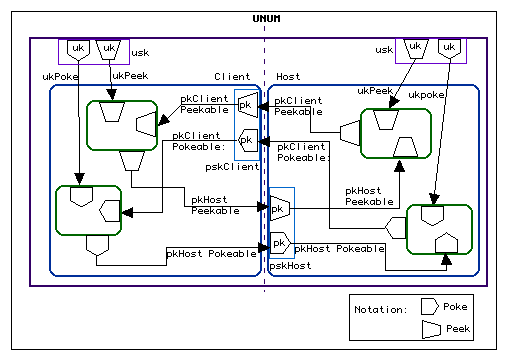 UNUM
uk
uk
usk
usk
uk
uk
ukPoke
ukPeek
ukPeek
ukpoke
Client
Host
pkClient
Peekable
pk
pkClient
Peekable
pkClient
Pokeable:
pk
pkClient
Pokeable:
pskClient
pkHost
Peekable
pk
pkHost
Peekable
pkHost Pokeable
pk
pkHost Pokeable
pskHost
Notation:
Poke
Peek